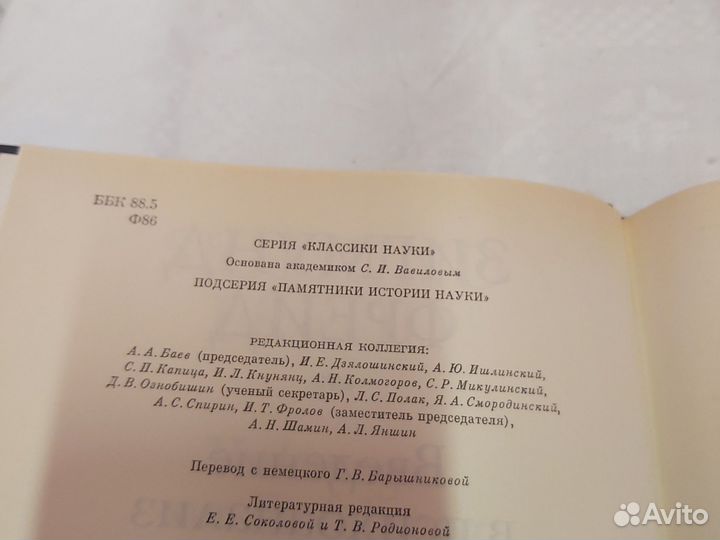 ББК 88.5
Ф86
СЕРИЯ «КЛАССИКИ НАУКИ»
Основана академиком С. И. Вавиловым
ПОДСЕРИЯ «ПАМЯТНИКИ ИСТОРИИ НАУКИ»
РЕДАКЦИОННАЯ КОЛЛЕГИЯ:
А. А. Баев (председатель), И. Е. Дзялошинский, А. Ю. Ишлинский,
С. П. Капица, И. Л. Кнунянц, А. Н. Колмогоров, С. Р. Микулинский,
Д. В. Ознобишин (ученый секретарь), Л. С. Полак, Я. А. Смородинский,
А. С. Спирин, И. Т. Фролов (заместитель председателя),
А. Н. Шамин, А. Л. Яншин
Перевод с немецкого Г. В. Барышниковой
Литературная редакция
Е. Е. Соколовой и Т. В. Родионовой
Avito